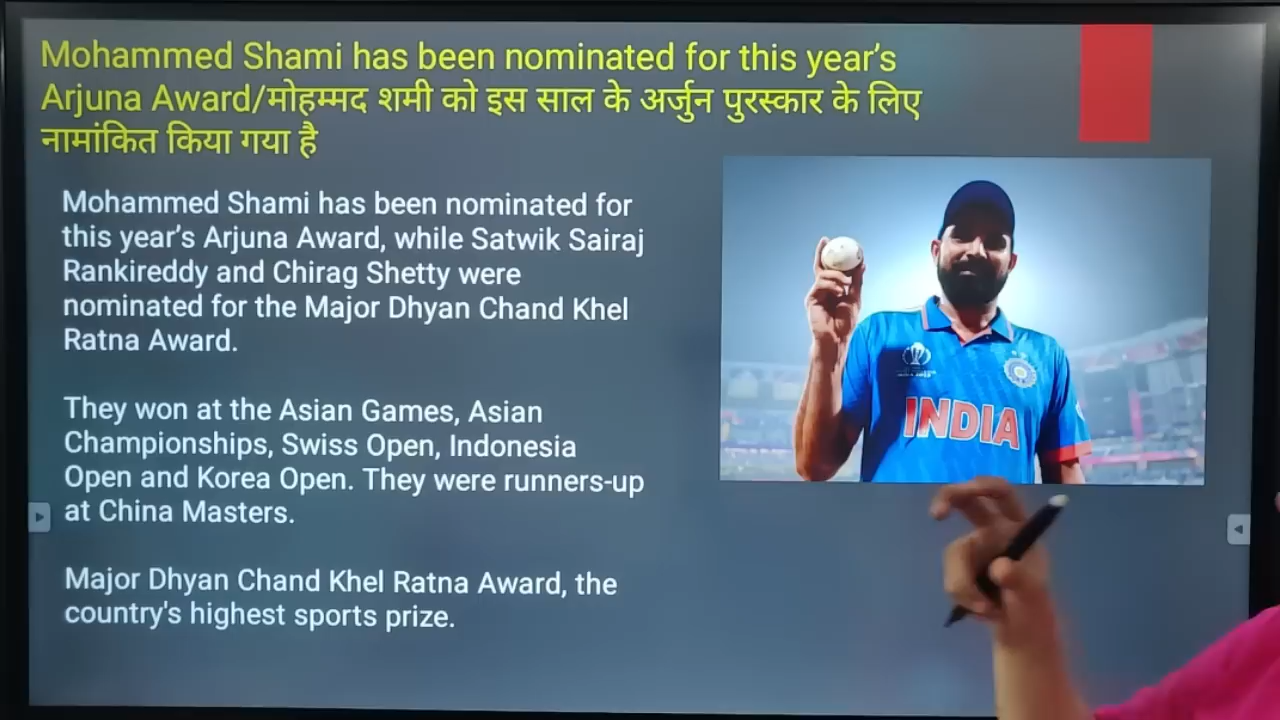 Mohammed Shami has been nominated for this year's
Arjuna Award/मोहम्मद शमी को इस साल के अर्जुन पुरस्कार के लिए
नामांकित किया गया है
Mohammed Shami has been nominated for
this year's Arjuna Award, while Satwik Sairaj
Rankireddy and Chirag Shetty were
nominated for the Major Dhyan Chand Khel
Ratna Award.
They won at the Asian Games, Asian
Championships, Swiss Open, Indonesia
Open and Korea Open. They were runners-up
at China Masters.
Major Dhyan Chand Khel Ratna Award, the
country's highest sports prize.
INDIA